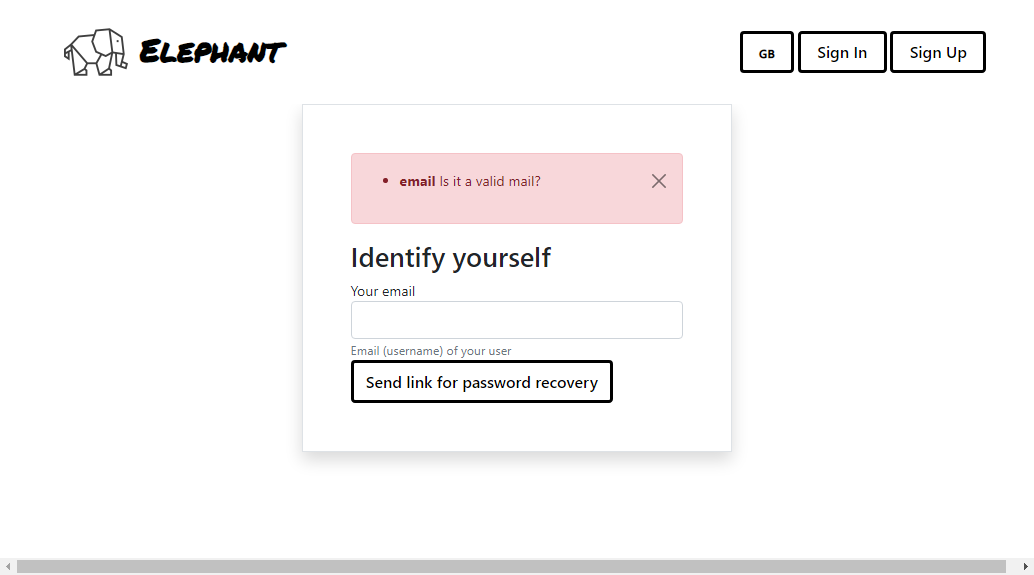 Elephant
GB
Sign In
Sign Up
email Is it a valid mail?
Identify yourself
Your email
Email (username) of your user
Send link for password recovery